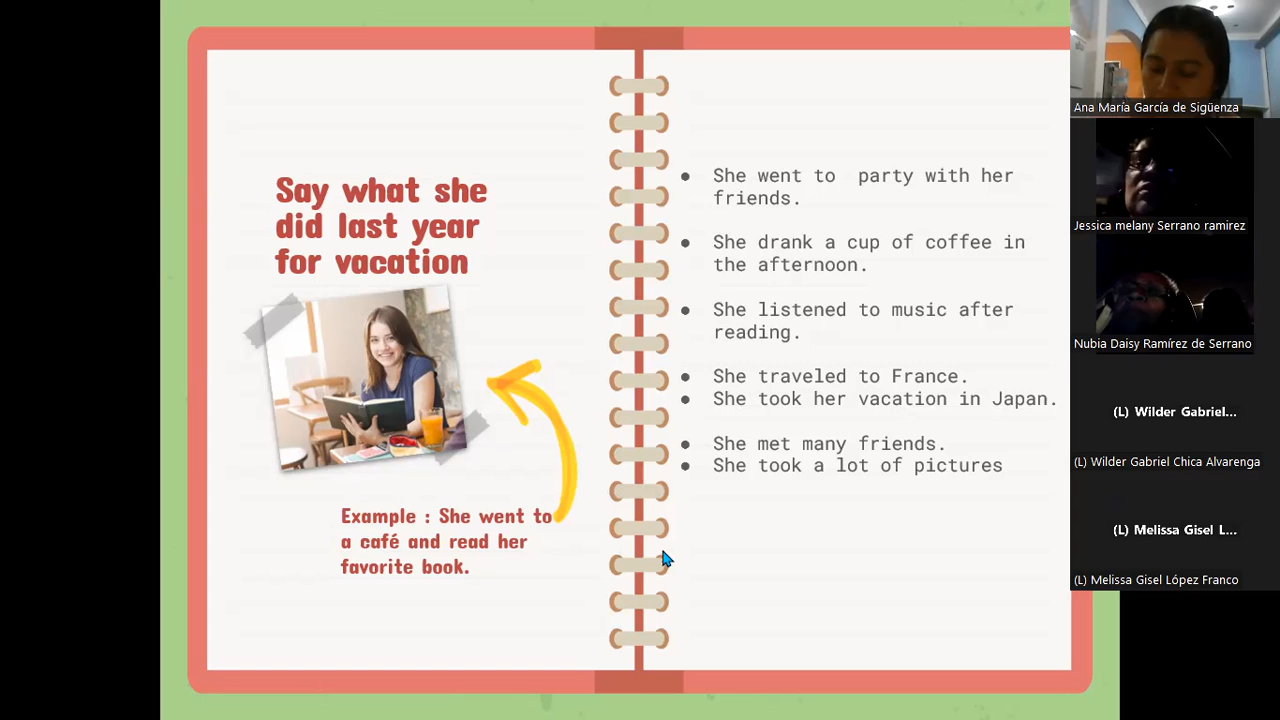 Say what she
did last year
for vacation
Example : She went to
a café and read her
favorite book.
● She went to  party with her
friends.
● She drank a cup of coffee in
the afternoon.
● She listened to music after
reading.
● She traveled to France.
● She took her vacation in Japan.
● She met many friends.
● She took a lot of pictures
Ana María García de Sigüenza
Jessica melany Serrano ramirez
Nubia Daisy Ramírez de Serrano
(L) Wilder Gabriel...
(L) Wilder Gabriel Chica Alvarenga
(L) Melissa Gisel L...
(L) Melissa Gisel López Franco